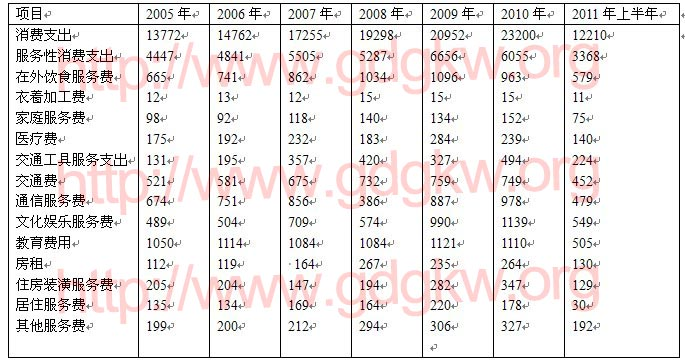 项目 2005 年 2006 年 2007 年 2008 年 2009 年 2010 年 2011 年上半年
消费支出 13772 14762 17255 19298 20952 23200 12210
服务性消费支出 4447 4841 5505 5287 6656 6055 3368
在外饮食服务费 665 741 862 1034 1096 963 579
衣着加工费 12 13 12 15 15 15 11
家庭服务费 98 92 118 140 134 152 75
医疗费 175 192 232 183 284 239 140
交通工具服务支出 131 195 357 420 327 494 224
交通费 521 581 675 732 759 749 452
通信服务费 674 751 856 386 887 978 479
文化娱乐服务费 489 504 709 574 990 1139 549
教育费用 1050 1114 1084 1084 1121 1110 505
房租 112 119 164 267 235 264 130
住房装潢服务费 205 204 147 194 282 347 129
居住服务费 135 134 169 164 220 178 30
其他服务费 199 200 212 294 306 327 192
http://www.gdgkw.org
http://www.gdgkw.org
http://www.gdgkw.org